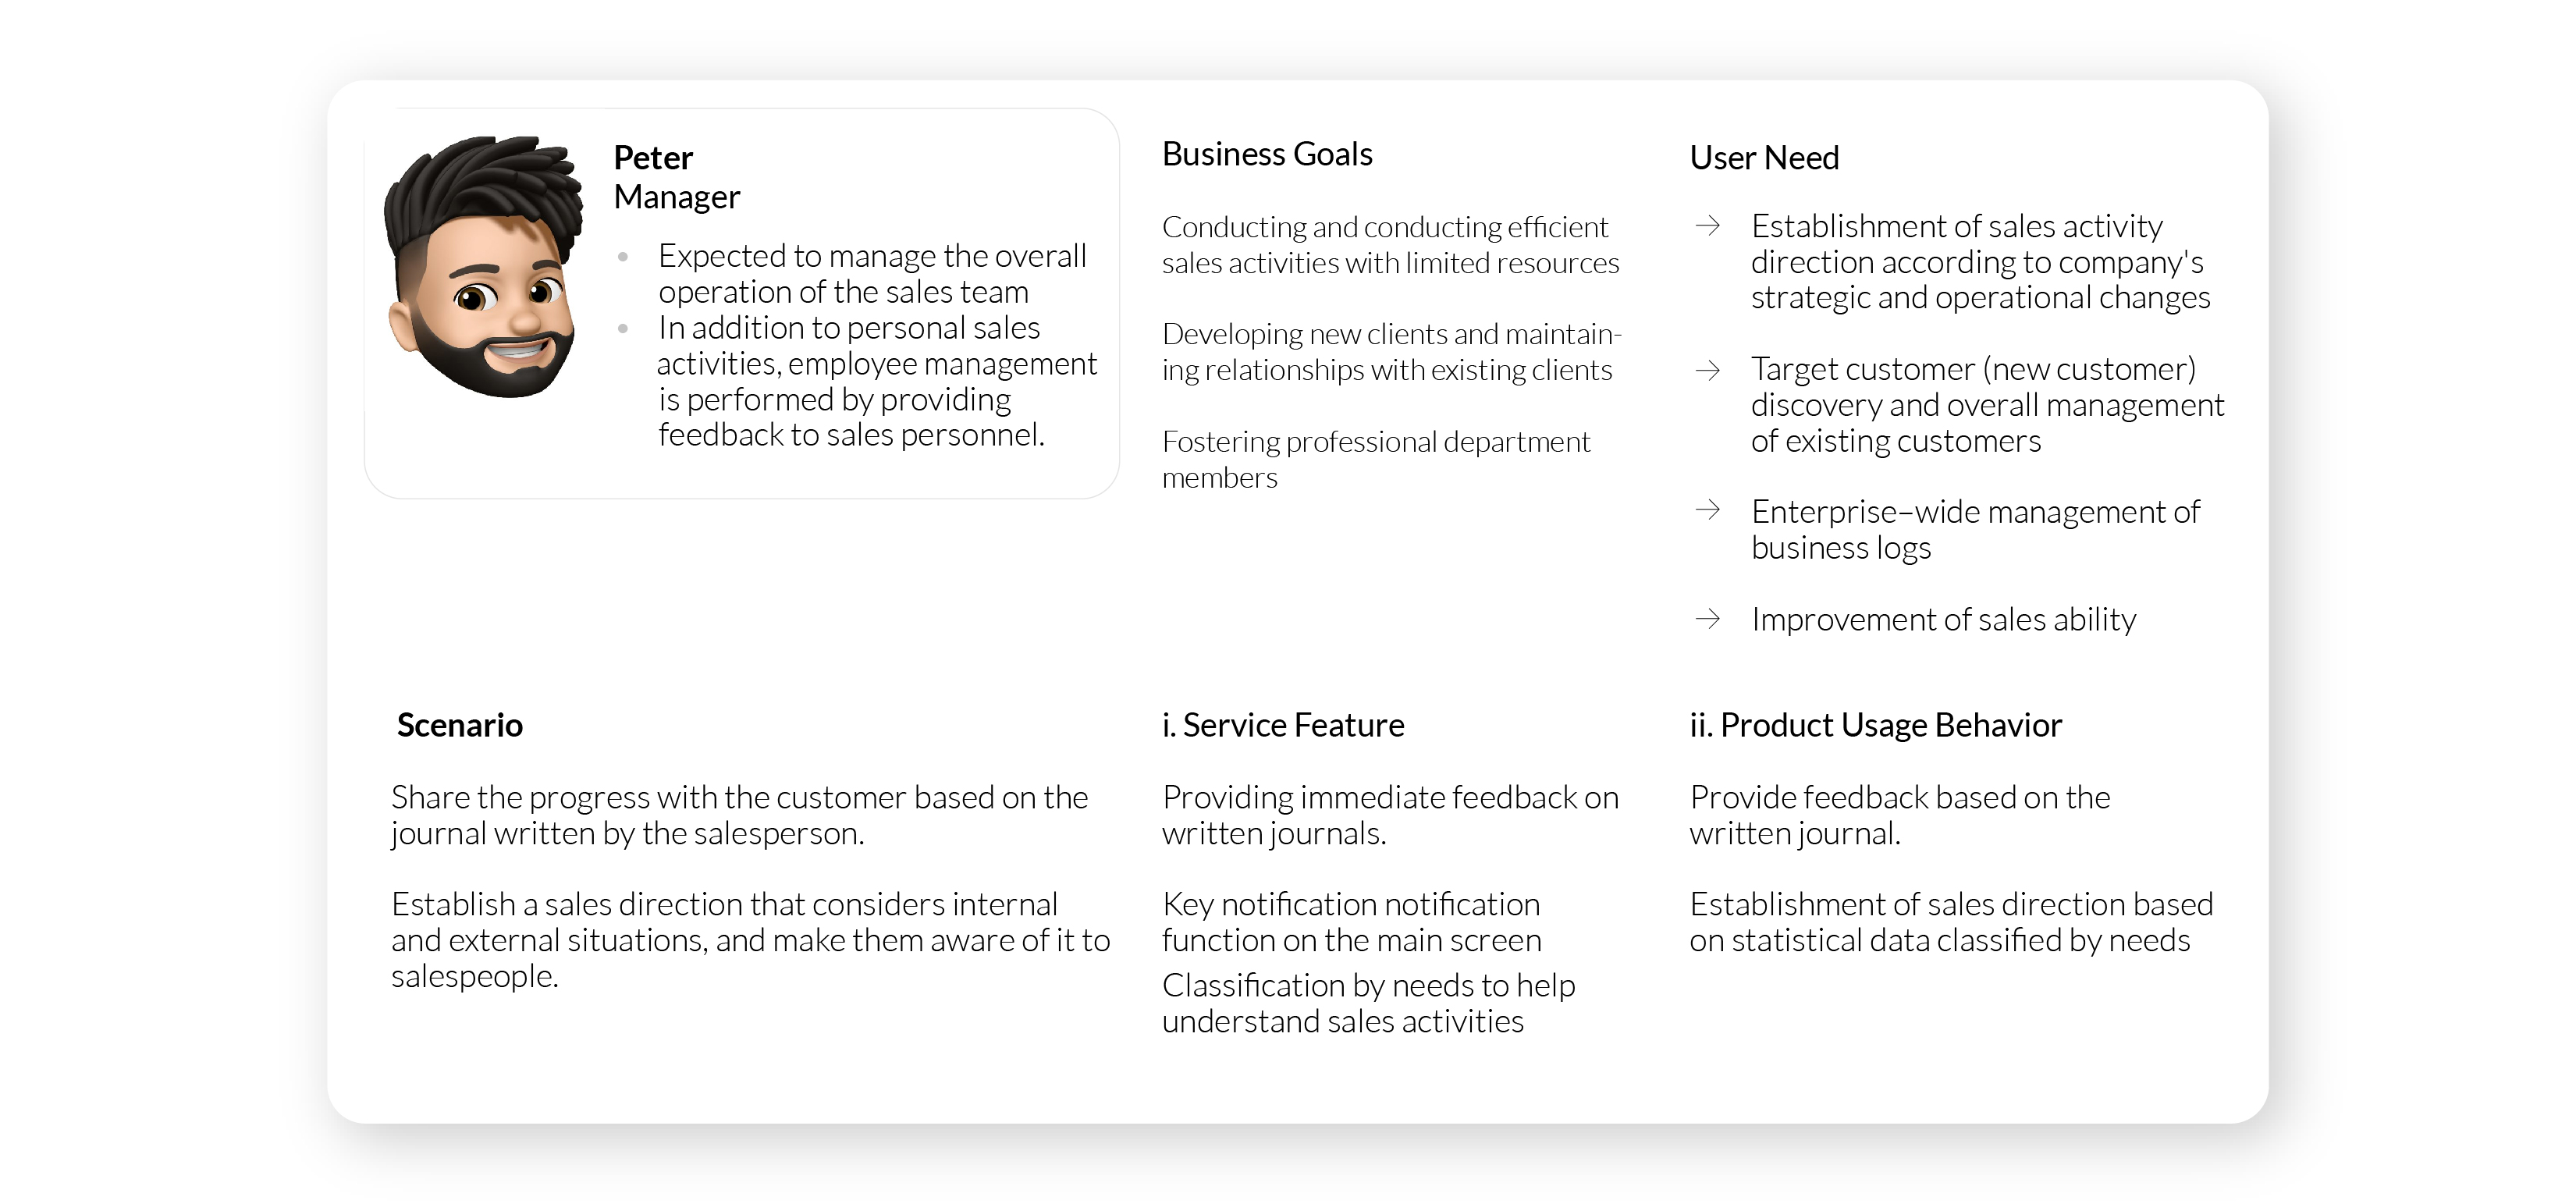 Peter
Manager
Expected to manage the overall
operation of the sales team
In addition to personal sales
activities, employee management
is performed by providing
feedback to sales personnel.
Business Goals
Conducting and conducting efficient
sales activities with limited resources
Developing new clients and maintain-
ing relationships with existing clients
Fostering professional department
members
User Need
→ Establishment of sales activity
direction according to company's
strategic and operational changes
→ Target customer (new customer)
discovery and overall management
of existing customers
→ Enterprise–wide management of
business logs
→ Improvement of sales ability
Scenario
Share the progress with the customer based on the
journal written by the salesperson.
Establish a sales direction that considers internal
and external situations, and make them aware of it to
salespeople.
i. Service Feature
Providing immediate feedback on
written journals.
Key notification notification
function on the main screen
Classification by needs to help
understand sales activities
ii. Product Usage Behavior
Provide feedback based on the
written journal.
Establishment of sales direction based
on statistical data classified by needs